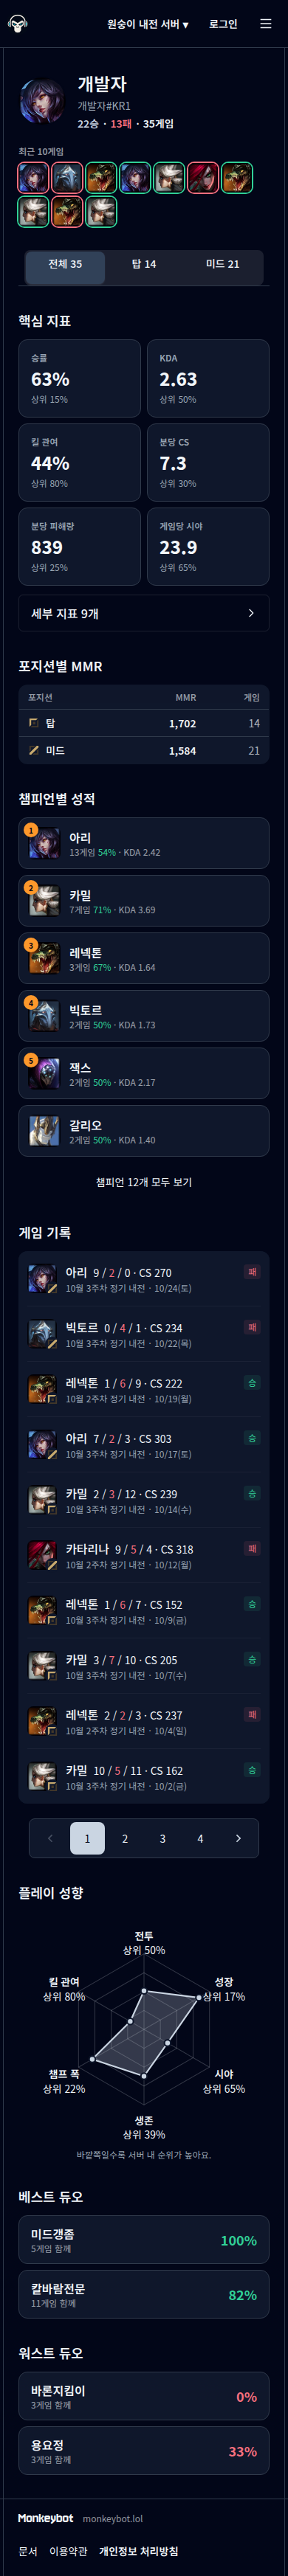 원숭이 내전 서버 ▾ 로그인
개발자
개발자#KR1
22승 · 13패 · 35게임
최근 10게임
전체 35 탑 14 미드 21
핵심 지표
승률 KDA
63% 2.63
상위 15% 상위 50%
킬 관여 분당 CS
44% 7.3
상위 80% 상위 30%
분당 피해량 게임당 시야
839 23.9
상위 25% 상위 65%
세부 지표 9개
포지션별 MMR
포지션 MMR 게임
탑 1,702 14
미드 1,584 21
챔피언별 성적
1
아리
13게임 54% · KDA 2.42
2
카밀
7게임 71% · KDA 3.69
3
레넥톤
3게임 67% · KDA 1.64
4
빅토르
2게임 50% · KDA 1.73
5
잭스
2게임 50% · KDA 2.17
갈리오
2게임 50% · KDA 1.40
챔피언 12개 모두 보기
게임 기록
아리 9 / 2 / 0 · CS 270 패
10월 3주차 정기 내전 · 10/24(토)
빅토르 0 / 4 / 1 · CS 234 패
10월 3주차 정기 내전 · 10/22(목)
레넥톤 1 / 6 / 9 · CS 222 승
10월 2주차 정기 내전 · 10/19(월)
아리 7 / 2 / 3 · CS 303 승
10월 3주차 정기 내전 · 10/17(토)
카밀 2 / 3 / 12 · CS 239 승
10월 3주차 정기 내전 · 10/14(수)
카타리나 9 / 5 / 4 · CS 318 패
10월 2주차 정기 내전 · 10/12(월)
레넥톤 1 / 6 / 7 · CS 152 승
10월 3주차 정기 내전 · 10/9(금)
카밀 3 / 7 / 10 · CS 205 승
10월 3주차 정기 내전 · 10/7(수)
레넥톤 2 / 2 / 3 · CS 237 패
10월 2주차 정기 내전 · 10/4(일)
카밀 10 / 5 / 11 · CS 162 승
10월 3주차 정기 내전 · 10/2(금)
1 2 3 4
플레이 성향
전투
상위 50%
킬 관여 성장
상위 80% 상위 17%
챔프 폭 시야
상위 22% 상위 65%
생존
상위 39%
바깥쪽일수록 서버 내 순위가 높아요.
베스트 듀오
미드갱좀 100%
5게임 함께
칼바람전문 82%
11게임 함께
워스트 듀오
바론지킴이 0%
3게임 함께
용요정 33%
3게임 함께
Monkeybot monkeybot.lol
문서 이용약관 개인정보 처리방침